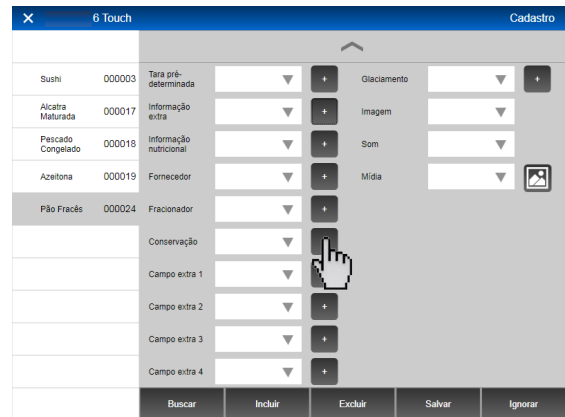 6 Touch
Cadastro
Sushi 000003
Alcatra
Maturada 000017
Pescado
Congelado 000018
Azeitona 000019
Pão Fracês 000024
Tara pré-
determinada
+
Glaciamento
+
Informação
extra
+
Imagem
Informação
nutricional
+
Som
Fornecedor
+
Mídia
Fracionador
+
Conservação
Campo extra 1
Campo extra 2
+
Campo extra 3
+
Campo extra 4
+
Buscar
Incluir
Excluir
Salvar
Ignorar